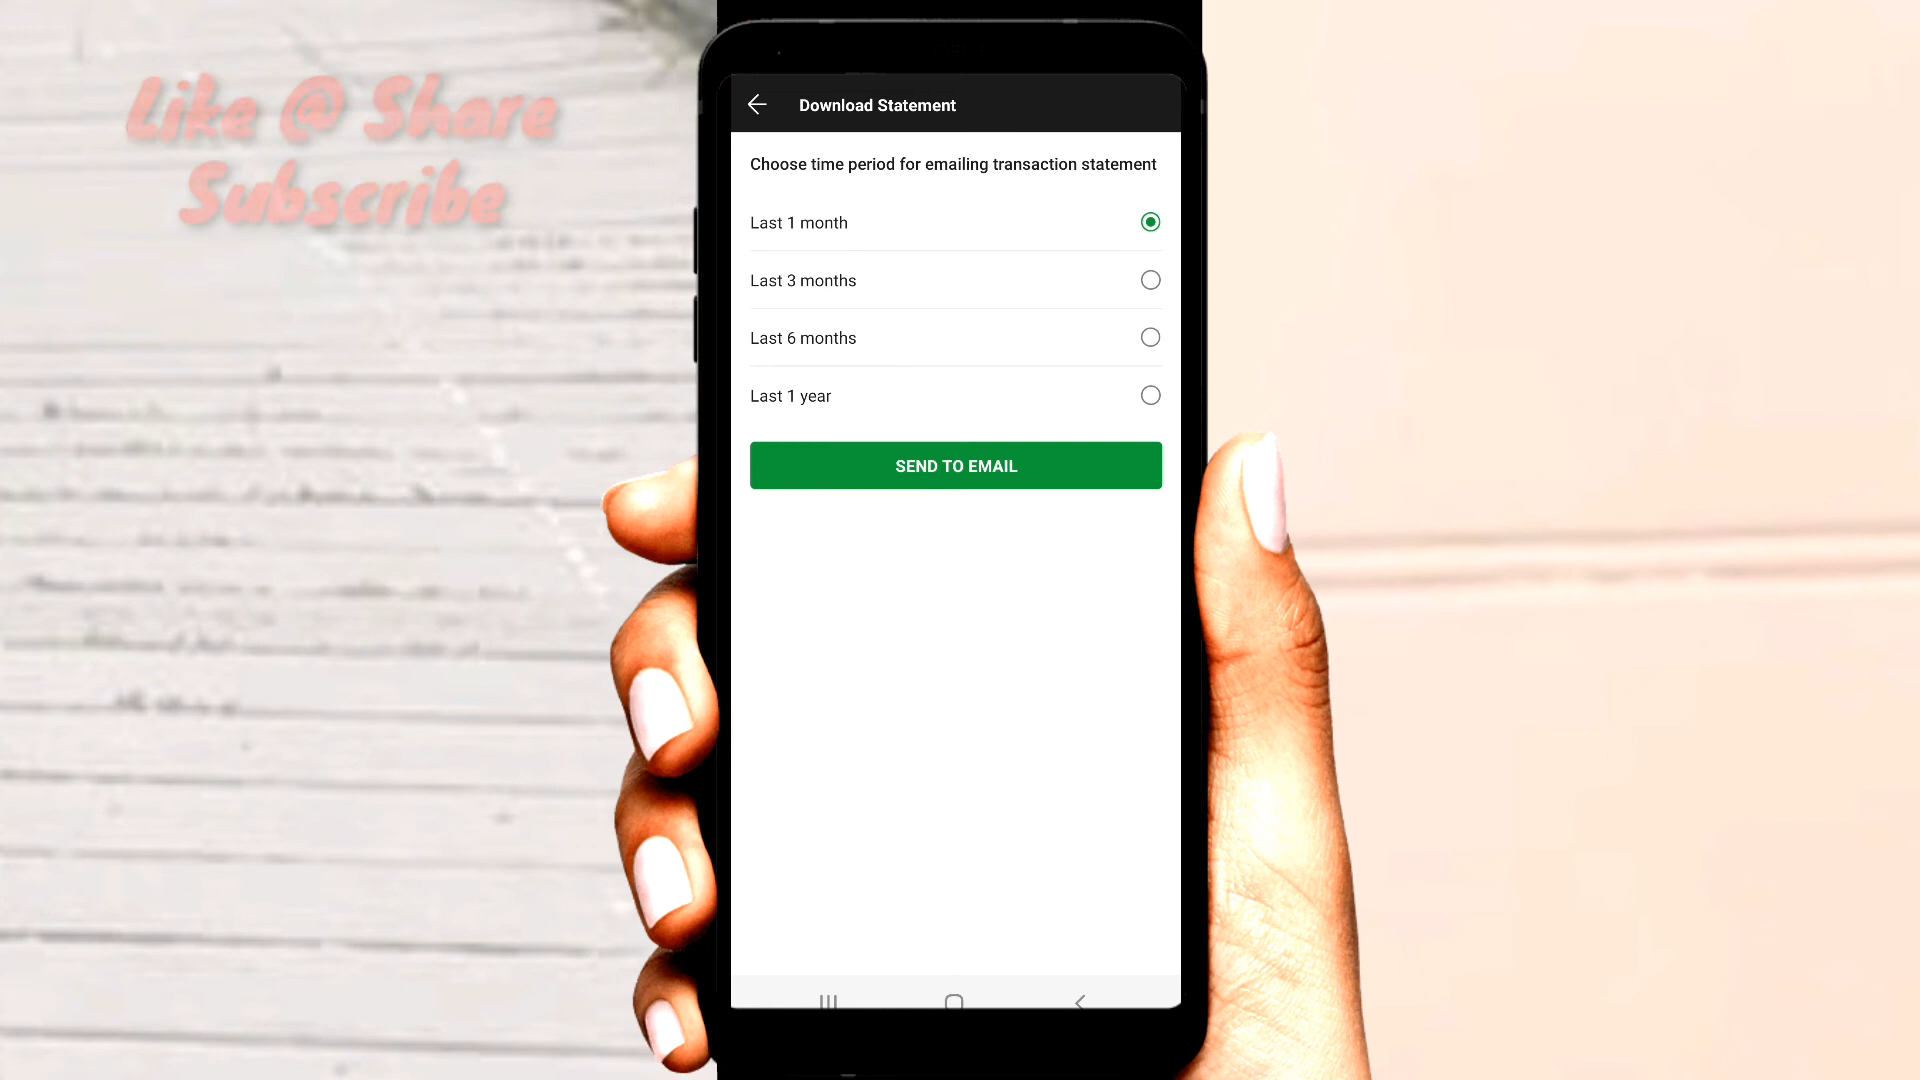 Like @ Share
Subscribe
Download Statement
Choose time period for emailing transaction statement
Last 1 month
Last 3 months
Last 6 months
Last 1 year
SEND TO EMAIL